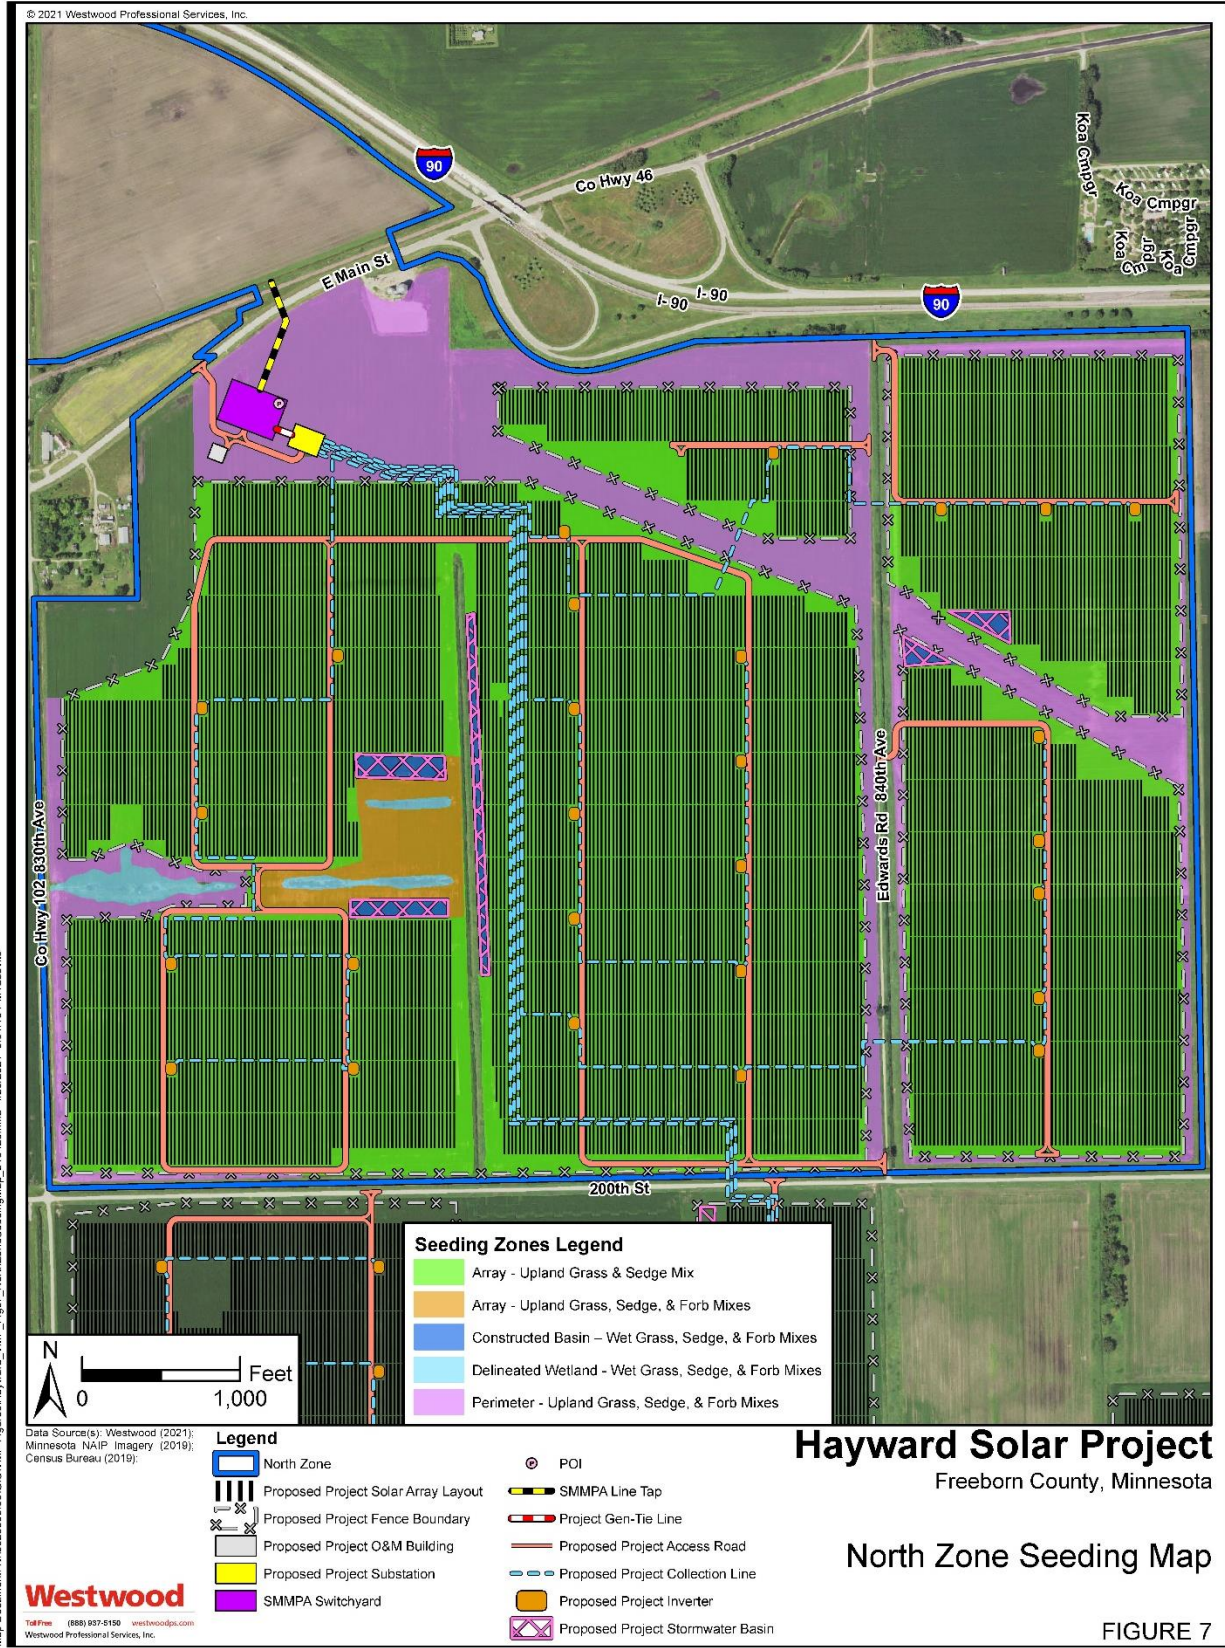 © 2021 Westwood Professional Services, Inc.
90
Co Hwy 46
Koa Cmpgr
Koa Cmpgr
Koa Cmpgr
Koa Cmpgr
E Main St
I-90
I-90
90
Co Hwy 102 830th Ave
Edwards Rd 840th Ave
200th St
Seeding Zones Legend
Array - Upland Grass & Sedge Mix
Array - Upland Grass, Sedge, & Forb Mixes
Constructed Basin – Wet Grass, Sedge, & Forb Mixes
Delineated Wetland - Wet Grass, Sedge, & Forb Mixes
Perimeter - Upland Grass, Sedge, & Forb Mixes
N
Feet
0 1,000
Data Source(s): Westwood (2021);
Minnesota NAIP Imagery (2019);
Census Bureau (2019);
Legend
North Zone
Proposed Project Solar Array Layout
Proposed Project Fence Boundary
Proposed Project O&M Building
Proposed Project Substation
SMMPA Switchyard
P POI
SMMPA Line Tap
Project Gen-Tie Line
Proposed Project Access Road
Proposed Project Collection Line
Proposed Project Inverter
Proposed Project Stormwater Basin
Hayward Solar Project
Freeborn County, Minnesota
North Zone Seeding Map
FIGURE 7
Westwood
Toll Free (888) 937-5150 westwoodps.com
Westwood Professional Services, Inc.